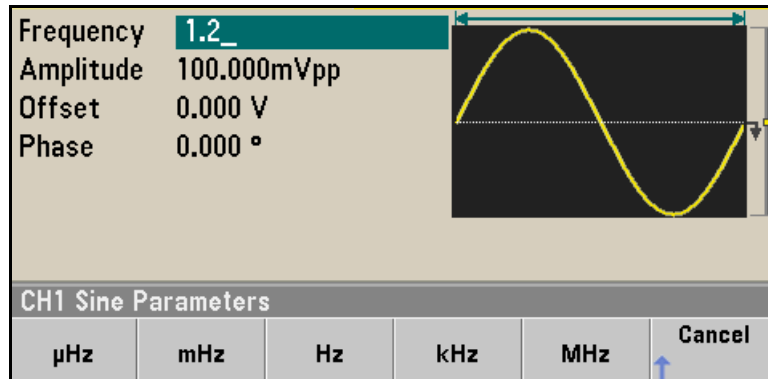 Frequency 1.2_
Amplitude 100.000mVpp
Offset 0.000 V
Phase 0.000 °
CH1 Sine Parameters
µHz mHz Hz kHz MHz Cancel